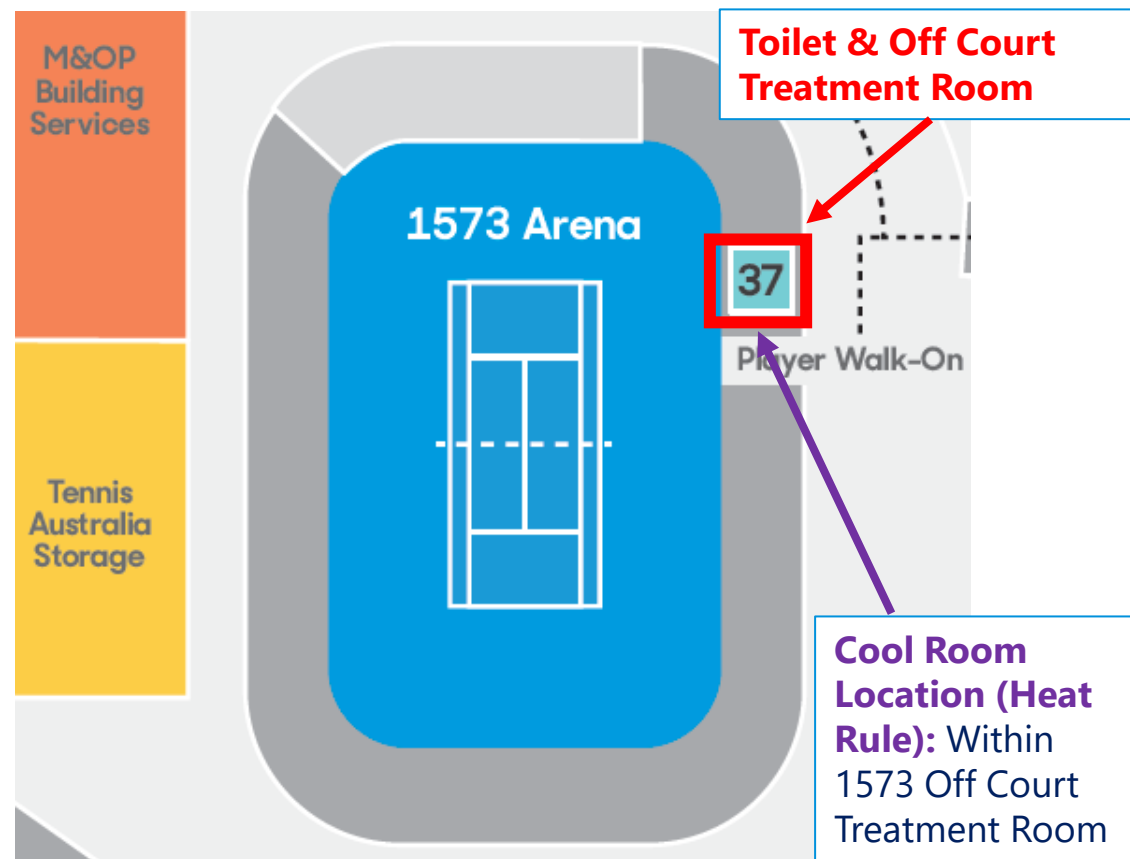 M&OP
Building
Services
Toilet & Off Court
Treatment Room
1573 Arena
37
Player Walk-On
Tennis
Australia
Storage
Cool Room
Location (Heat
Rule): Within
1573 Off Court
Treatment Room